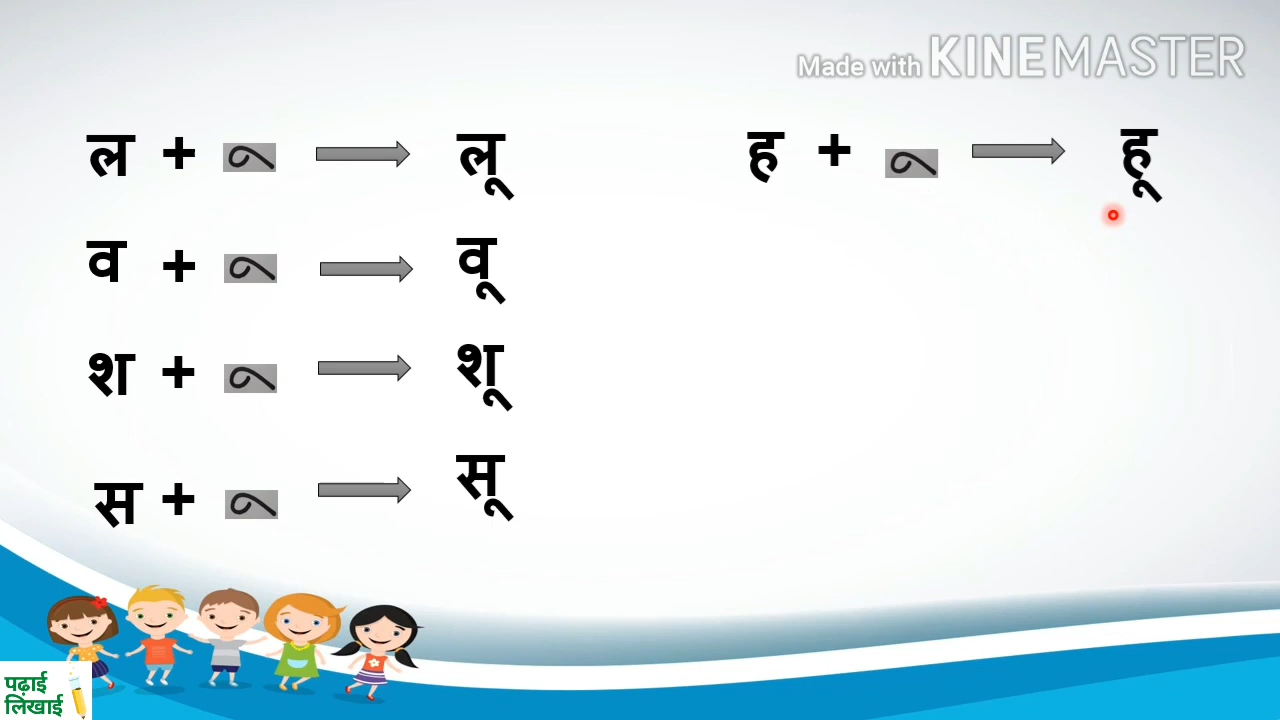 Made with KINEMASTER
ल + ू → लू
ह + ू → हू
व + ू → वू
श + ू → शू
स + ू → सू
पढ़ाई
लिखाई